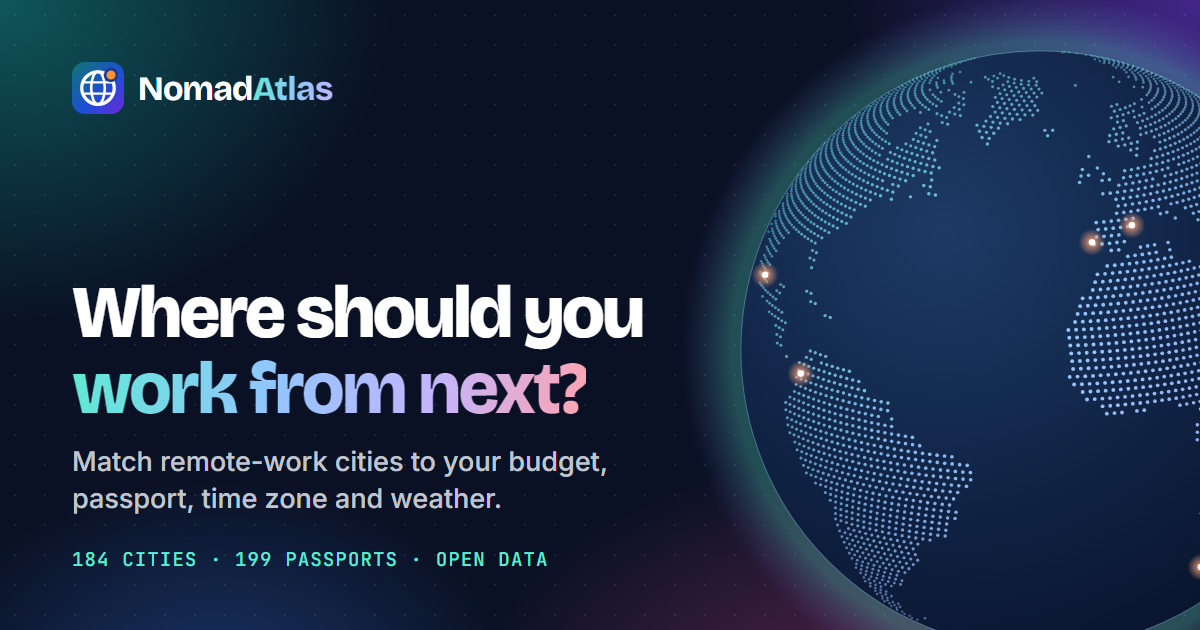 NomadAtlas
Where should you
work from next?
Match remote-work cities to your budget,
passport, time zone and weather.
184 CITIES · 199 PASSPORTS · OPEN DATA